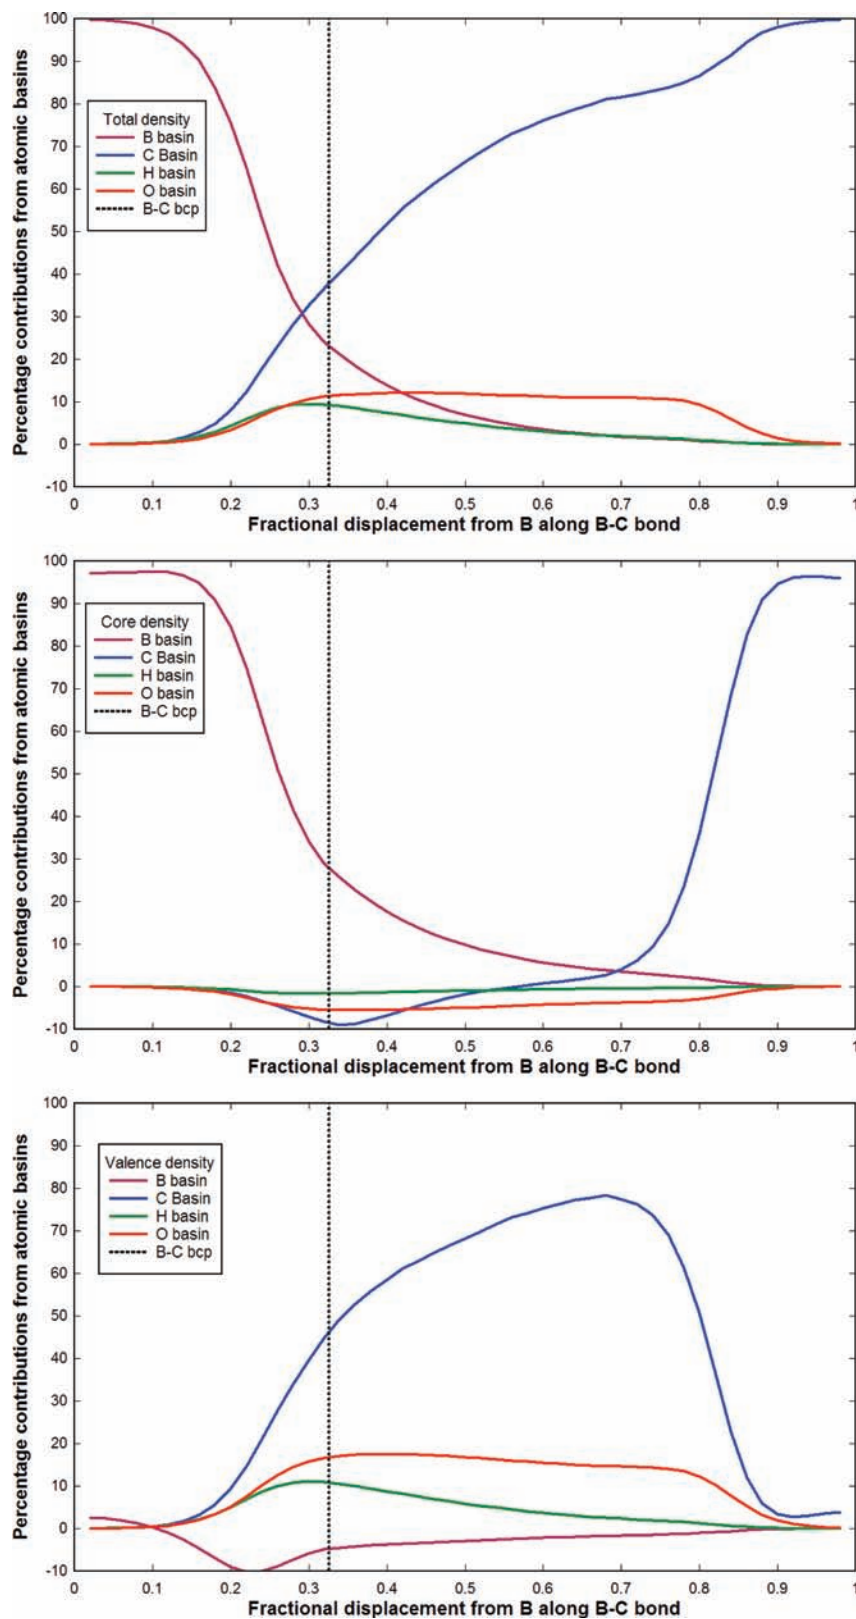 Percentage contributions from atomic basins
100
90
80
70
60
50
40
30
20
10
0
-10
Total density
B basin
C Basin
H basin
O basin
B-C bcp
0 0.1 0.2 0.3 0.4 0.5 0.6 0.7 0.8 0.9 1
Fractional displacement from B along B-C bond
Percentage contributions from atomic basins
100
90
80
70
60
50
40
30
20
10
0
-10
Core density
B basin
C Basin
H basin
O basin
B-C bcp
0 0.1 0.2 0.3 0.4 0.5 0.6 0.7 0.8 0.9 1
Fractional displacement from B along B-C bond
Percentage contributions from atomic basins
100
90
80
70
60
50
40
30
20
10
0
-10
Valence density
B basin
C Basin
H basin
O basin
B-C bcp
0 0.1 0.2 0.3 0.4 0.5 0.6 0.7 0.8 0.9 1
Fractional displacement from B along B-C bond